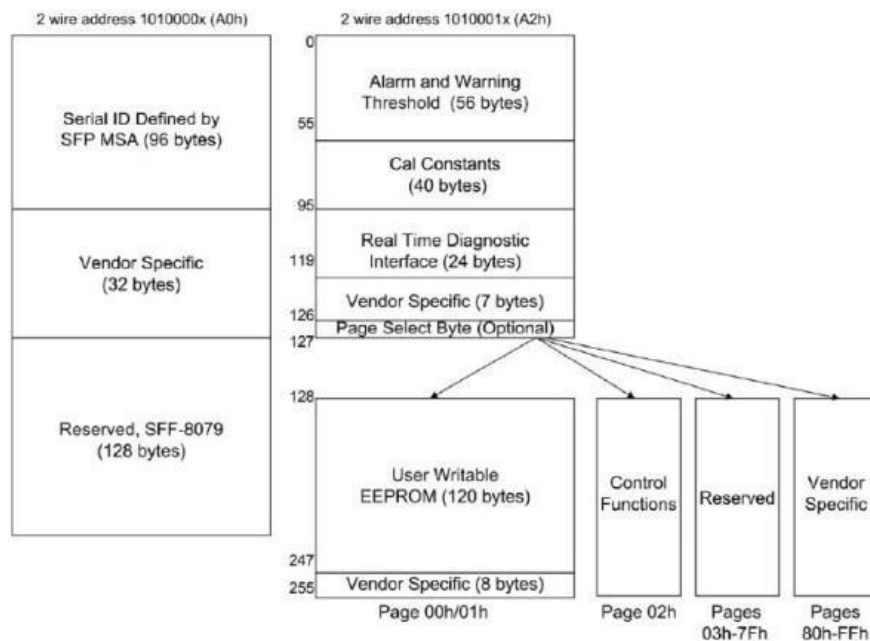 2 wire address 1010000x (A0h)
Serial ID Defined by
SFP MSA (96 bytes)
Vendor Specific
(32 bytes)
Reserved, SFF-8079
(128 bytes)
2 wire address 1010001x (A2h)
0
Alarm and Warning
Threshold (56 bytes)
55
Cal Constants
(40 bytes)
95
Real Time Diagnostic
Interface (24 bytes)
119
Vendor Specific (7 bytes)
126
Page Select Byte (Optional)
127
128
User Writable
EEPROM (120 bytes)
247
Vendor Specific (8 bytes)
255
Page 00h/01h
Control
Functions
Page 02h
Reserved
Pages
03h-7Fh
Vendor
Specific
Pages
80h-FFh